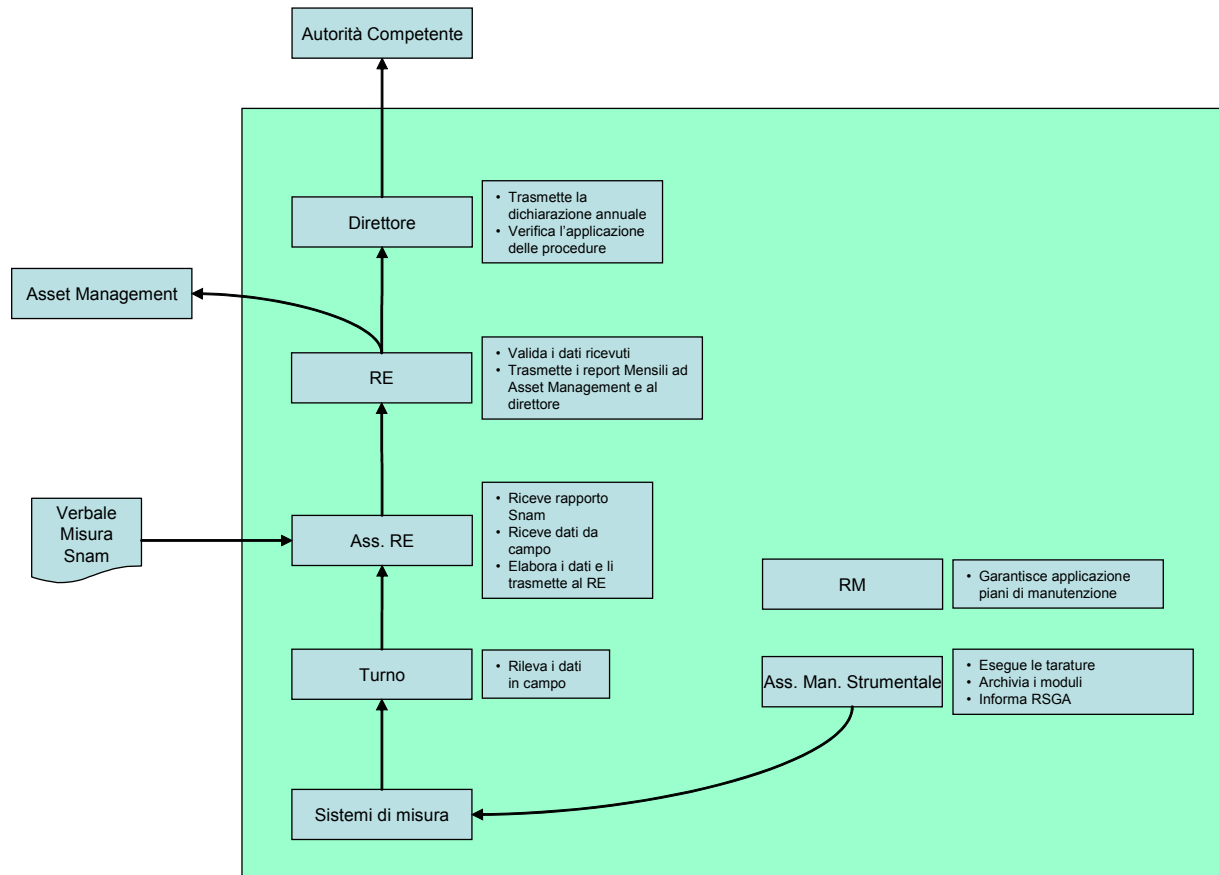 Autorità Competente
Direttore
• Trasmette la
dichiarazione annuale
• Verifica l'applicazione
delle procedure
Asset Management
RE
• Valida i dati ricevuti
• Trasmette i report Mensili ad
Asset Management e al
direttore
Verbale
Misura
Snam
Ass. RE
• Riceve rapporto
Snam
• Riceve dati da
campo
• Elabora i dati e li
trasmette al RE
RM
• Garantisce applicazione
piani di manutenzione
Turno
• Rileva i dati
in campo
Ass. Man. Strumentale
• Esegue le tarature
• Archivia i moduli
• Informa RSGA
Sistemi di misura